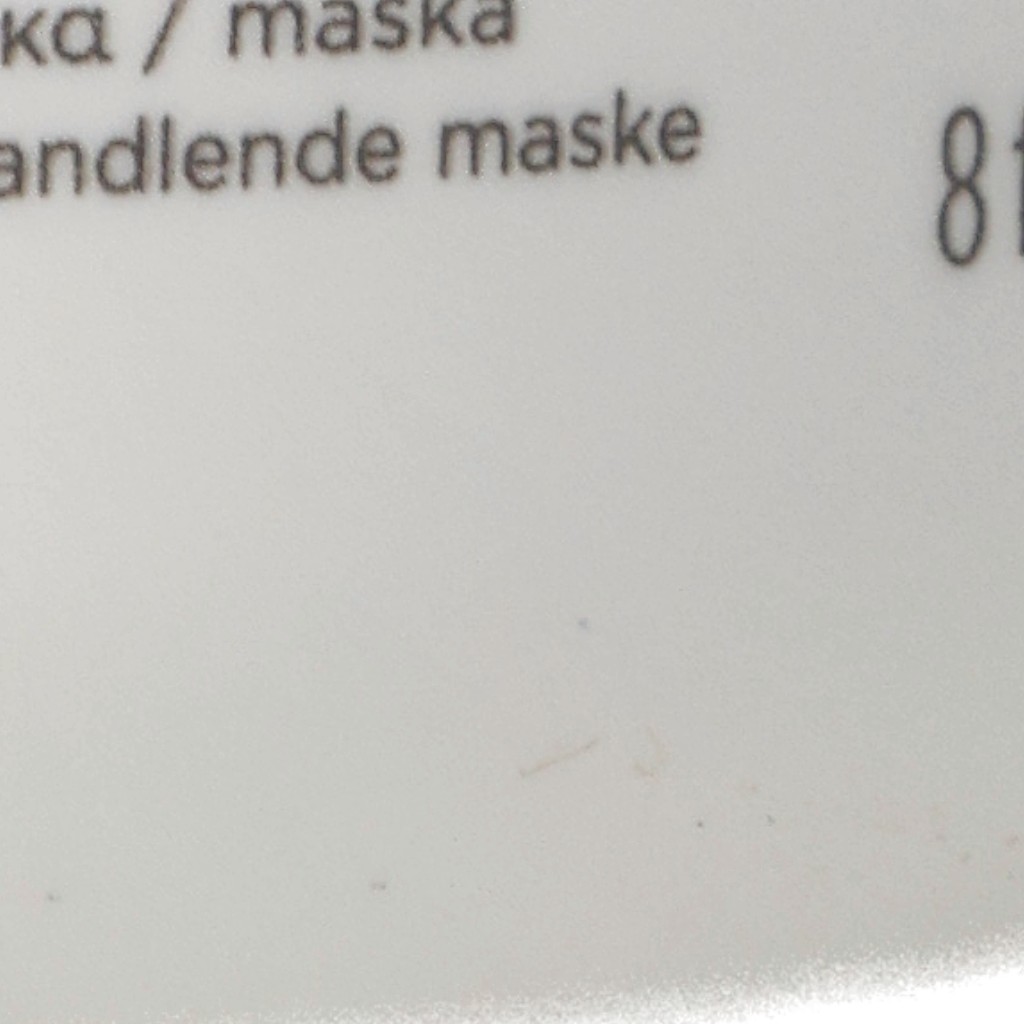 κα / maska
andlende maske
8 f